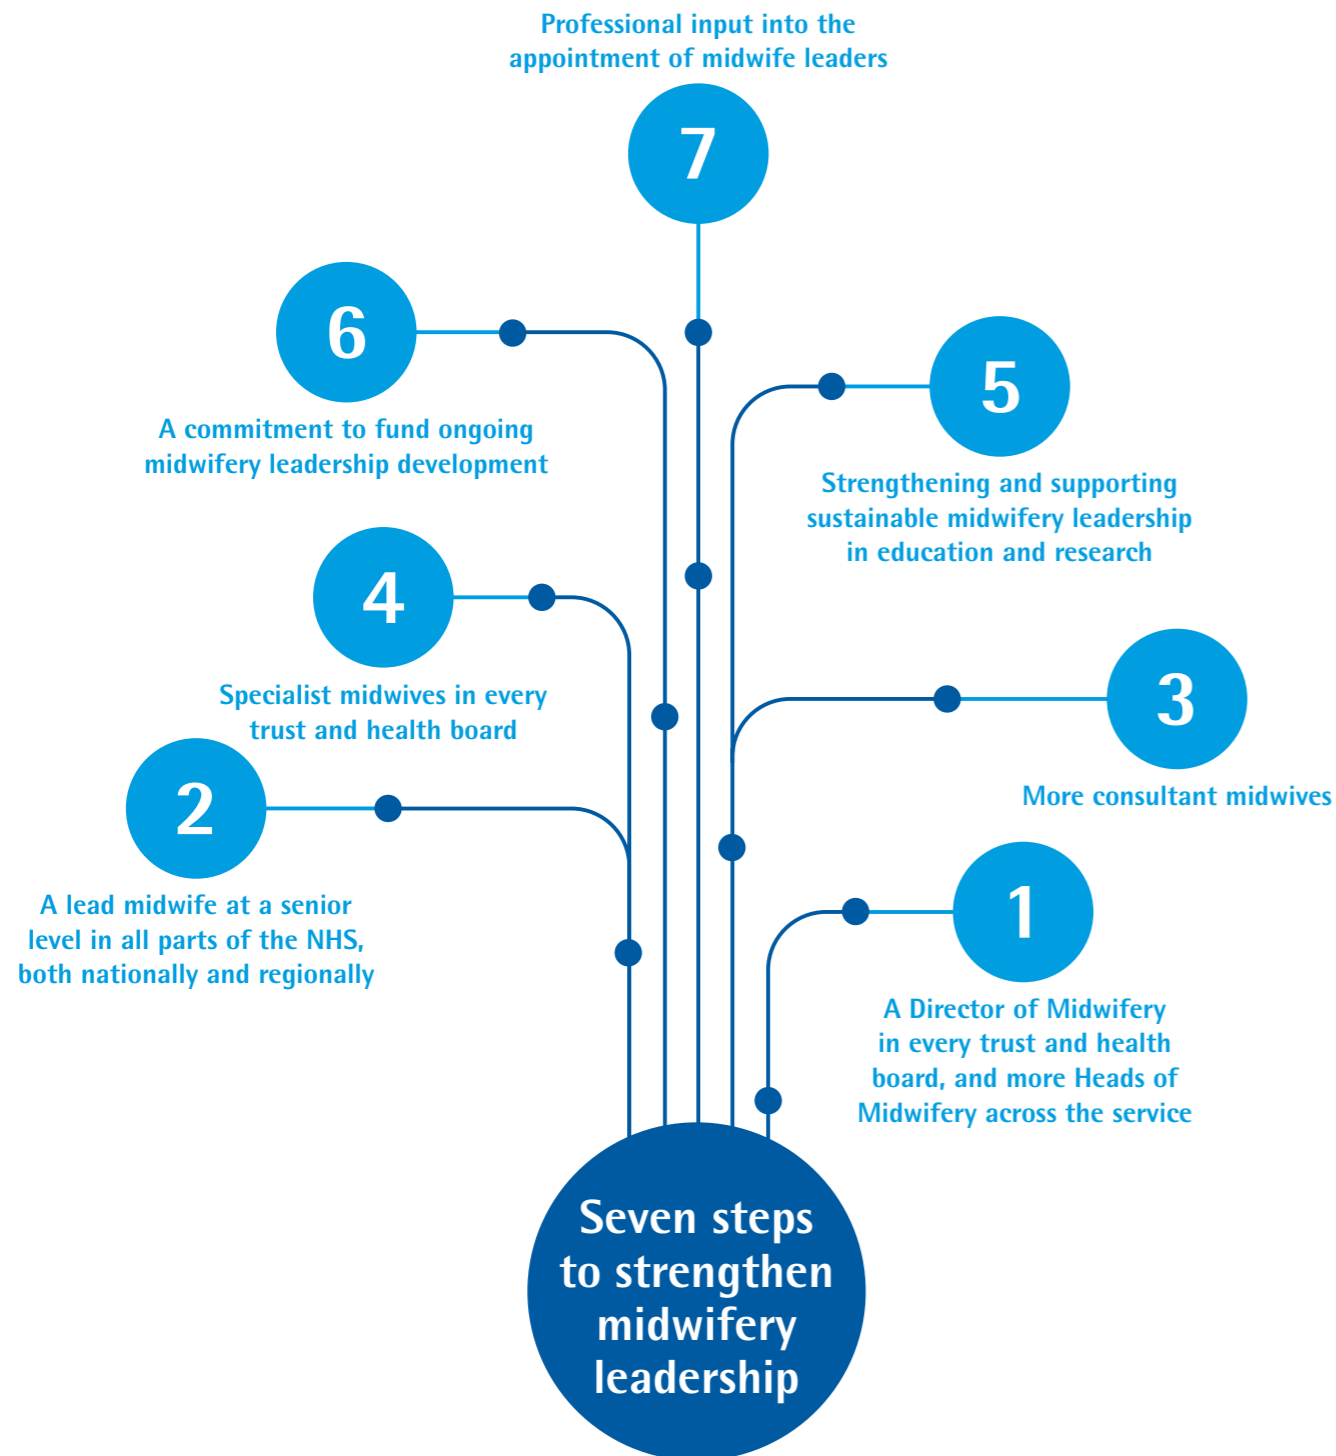 Professional input into the
appointment of midwife leaders
7
6
A commitment to fund ongoing
midwifery leadership development
5
Strengthening and supporting
sustainable midwifery leadership
in education and research
4
Specialist midwives in every
trust and health board
3
More consultant midwives
2
A lead midwife at a senior
level in all parts of the NHS,
both nationally and regionally
1
A Director of Midwifery
in every trust and health
board, and more Heads of
Midwifery across the service
Seven steps
to strengthen
midwifery
leadership